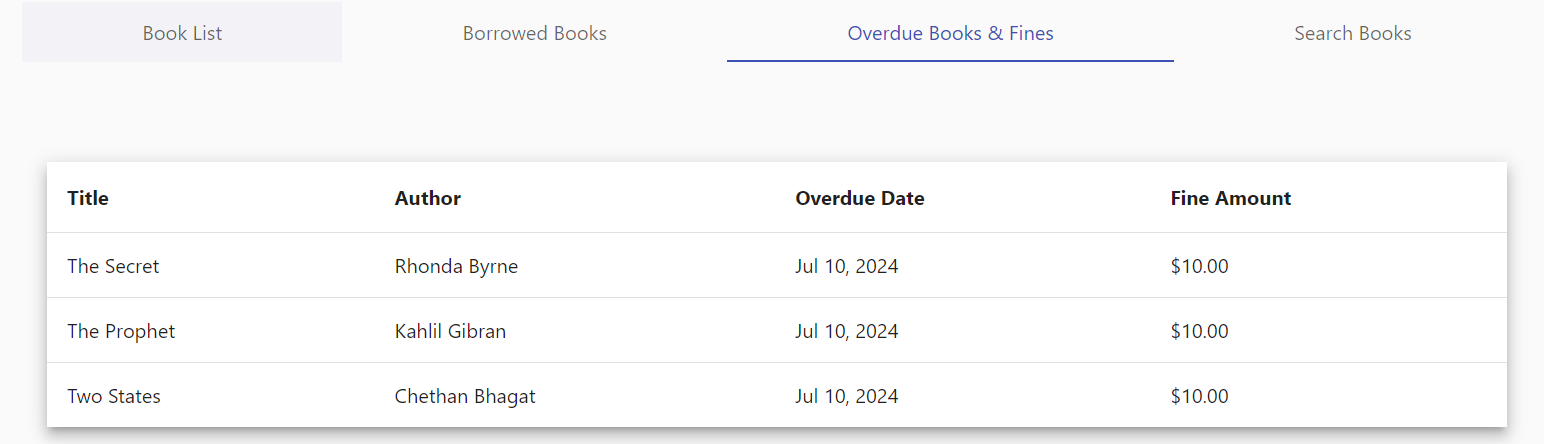 Book List Borrowed Books Overdue Books & Fines Search Books
Title Author Overdue Date Fine Amount
The Secret Rhonda Byrne Jul 10, 2024 $10.00
The Prophet Kahlil Gibran Jul 10, 2024 $10.00
Two States Chethan Bhagat Jul 10, 2024 $10.00